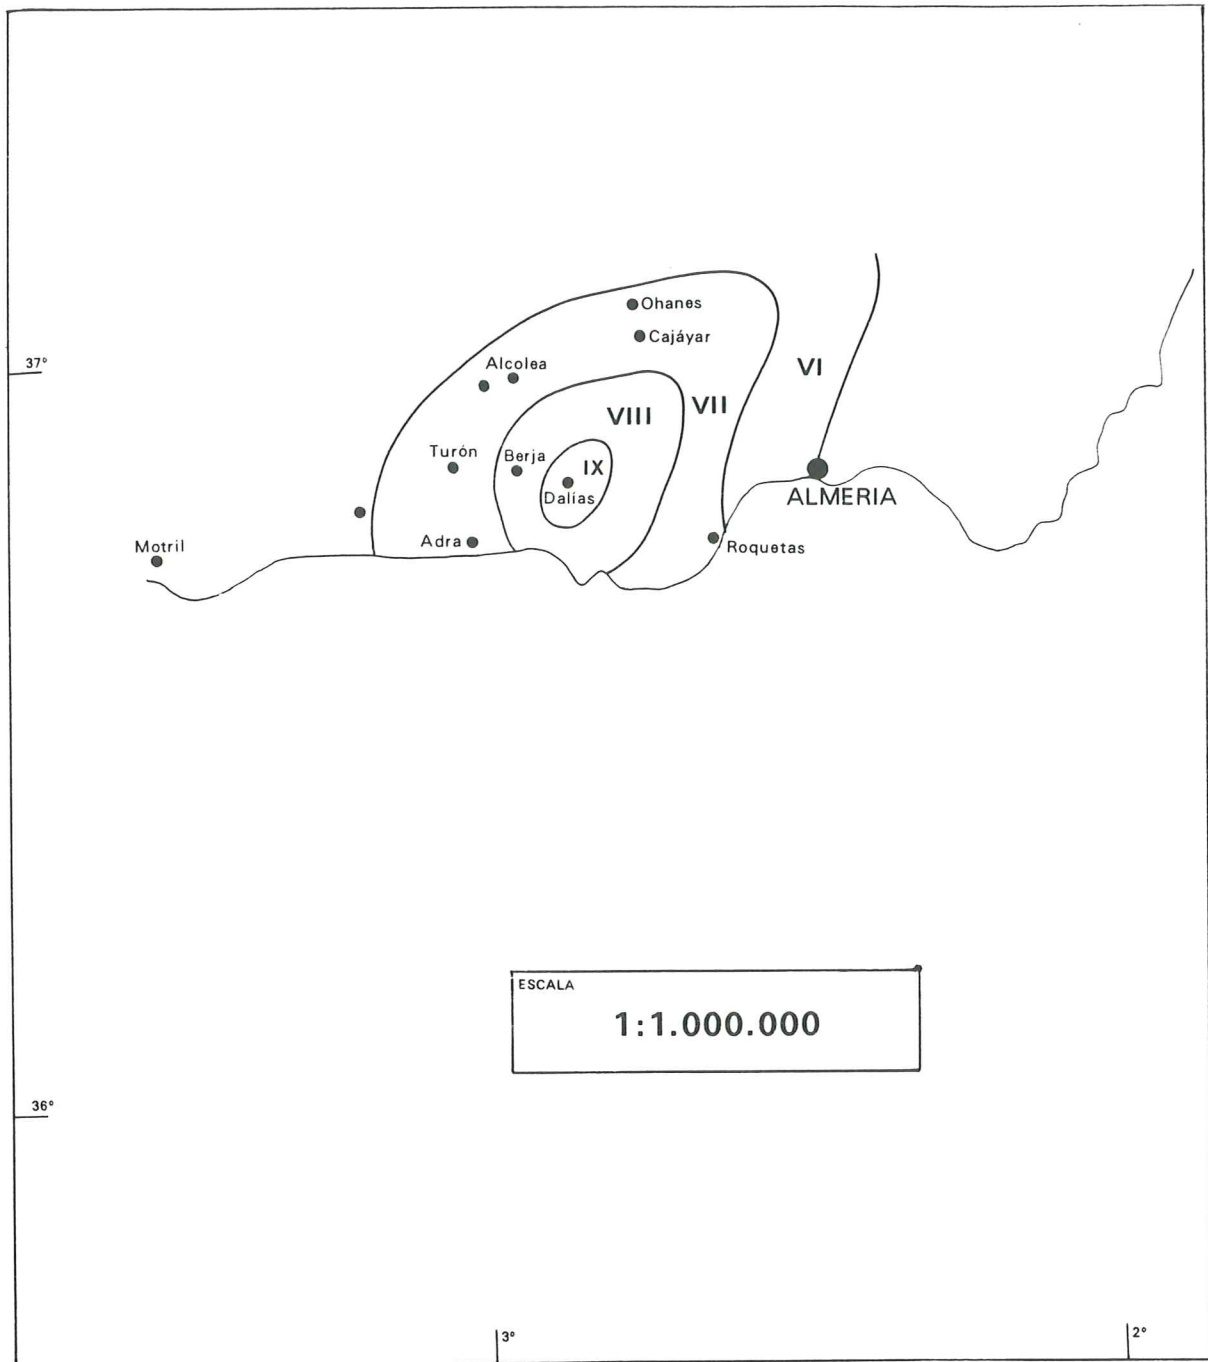 Ohanes
Cajáyar
37°
Alcolea
VI
VII
VIII
Turón
Berja
IX
Dalías
ALMERIA
Adra
Roquetas
Motril
ESCALA
1:1.000.000
36°
3°
2°